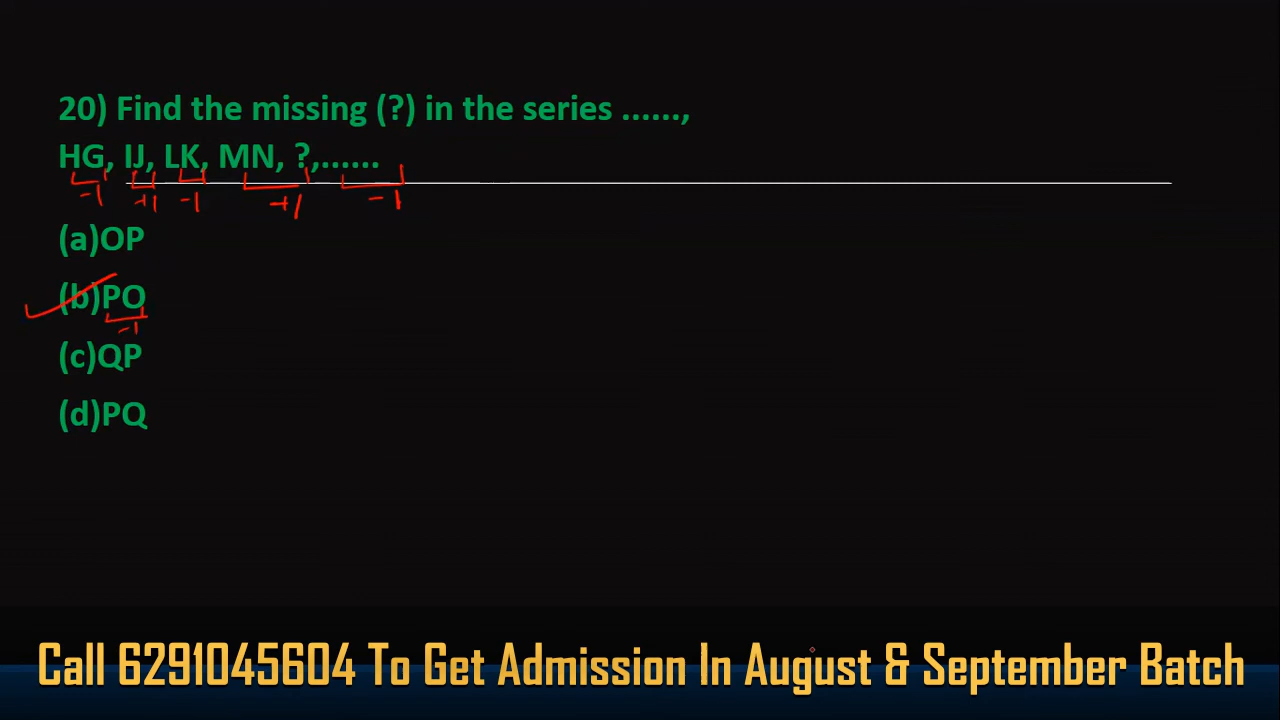 20) Find the missing (?) in the series ......,
HG, IJ, LK, MN, ?,......
-1 +1 -1 +1 -1
(a)OP
(b)PO
-1
(c)QP
(d)PQ
Call 6291045604 To Get Admission In August & September Batch